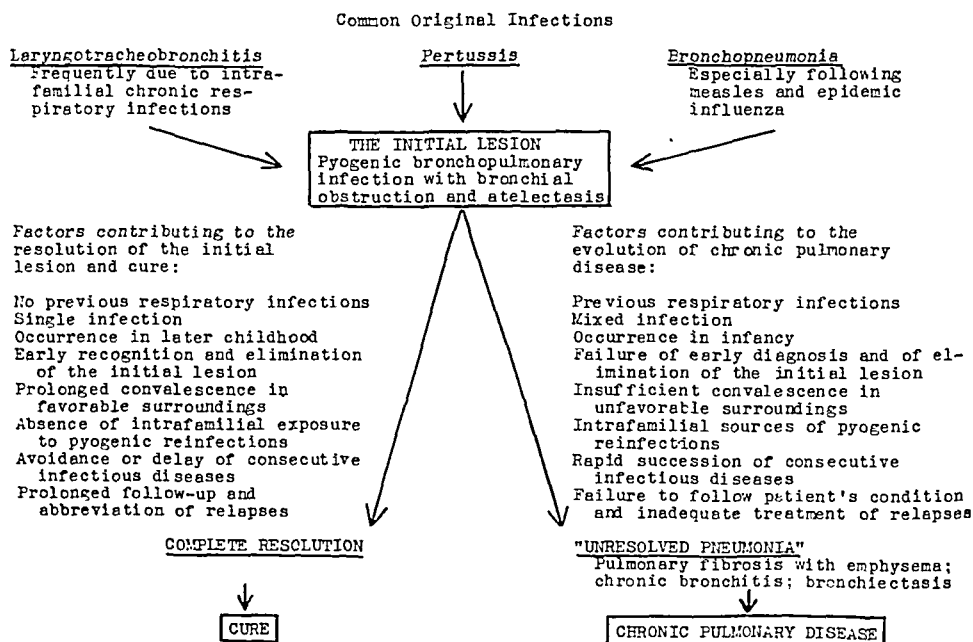 Common Original Infections
Laryngotracheobronchitis
Frequently due to intra-
familial chronic res-
piratory infections
Pertussis
Bronchopneumonia
Especially following
measles and epidemic
influenza
THE INITIAL LESION
Pyogenic bronchopulmonary
infection with bronchial
obstruction and atelectasis
Factors contributing to the
resolution of the initial
lesion and cure:
No previous respiratory infections
Single infection
Occurrence in later childhood
Early recognition and elimination
of the initial lesion
Prolonged convalescence in
favorable surroundings
Absence of intrafamilial exposure
to pyogenic reinfections
Avoidance or delay of consecutive
infectious diseases
Prolonged follow-up and
abbreviation of relapses
COMPLETE RESOLUTION
CURE
Factors contributing to the
evolution of chronic pulmonary
disease:
Previous respiratory infections
Mixed infection
Occurrence in infancy
Failure of early diagnosis and of el-
imination of the initial lesion
Insufficient convalescence in
unfavorable surroundings
Intrafamilial sources of pyogenic
reinfections
Rapid succession of consecutive
infectious diseases
Failure to follow patient's condition
and inadequate treatment of relapses
"UNRESOLVED PNEUMONIA"
Pulmonary fibrosis with emphysema;
chronic bronchitis; bronchiectasis
CHRONIC PULMONARY DISEASE